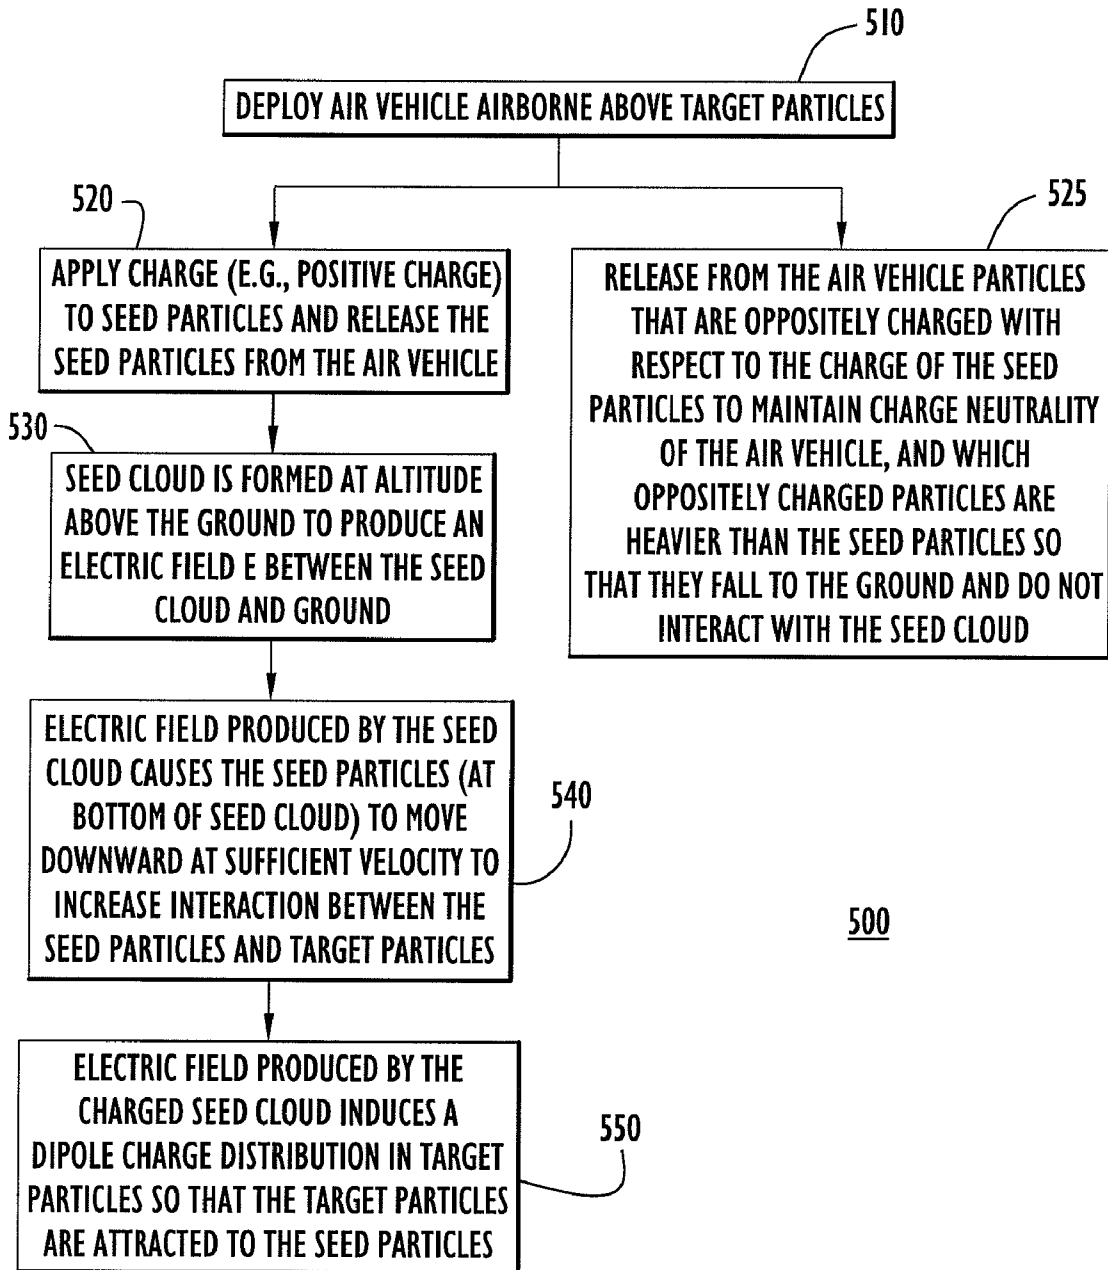 510
DEPLOY AIR VEHICLE AIRBORNE ABOVE TARGET PARTICLES
520
APPLY CHARGE (E.G., POSITIVE CHARGE)
TO SEED PARTICLES AND RELEASE THE
SEED PARTICLES FROM THE AIR VEHICLE
525
RELEASE FROM THE AIR VEHICLE PARTICLES
THAT ARE OPPOSITELY CHARGED WITH
RESPECT TO THE CHARGE OF THE SEED
PARTICLES TO MAINTAIN CHARGE NEUTRALITY
OF THE AIR VEHICLE, AND WHICH
OPPOSITELY CHARGED PARTICLES ARE
HEAVIER THAN THE SEED PARTICLES SO
THAT THEY FALL TO THE GROUND AND DO NOT
INTERACT WITH THE SEED CLOUD
530
SEED CLOUD IS FORMED AT ALTITUDE
ABOVE THE GROUND TO PRODUCE AN
ELECTRIC FIELD E BETWEEN THE SEED
CLOUD AND GROUND
ELECTRIC FIELD PRODUCED BY THE SEED
CLOUD CAUSES THE SEED PARTICLES (AT
BOTTOM OF SEED CLOUD) TO MOVE
DOWNWARD AT SUFFICIENT VELOCITY TO
INCREASE INTERACTION BETWEEN THE
SEED PARTICLES AND TARGET PARTICLES
540
500
ELECTRIC FIELD PRODUCED BY THE
CHARGED SEED CLOUD INDUCES A
DIPOLE CHARGE DISTRIBUTION IN TARGET
PARTICLES SO THAT THE TARGET PARTICLES
ARE ATTRACTED TO THE SEED PARTICLES
550